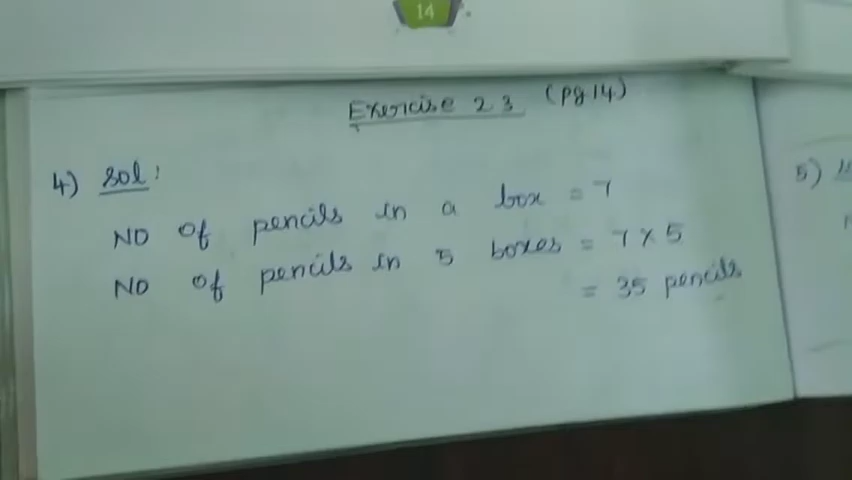 14
Exercise 2 3 (pg 14)
4) Sol:
NO of pencils in a box = 7
NO of pencils in 5 boxes = 7 x 5
= 35 pencils
5)